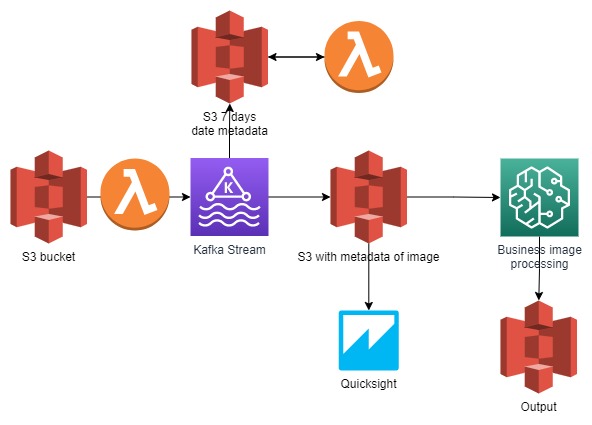 S3 7 days
date metadata
K
S3 bucket
Kafka Stream
S3 with metadata of image
Business image
processing
Quicksight
Output